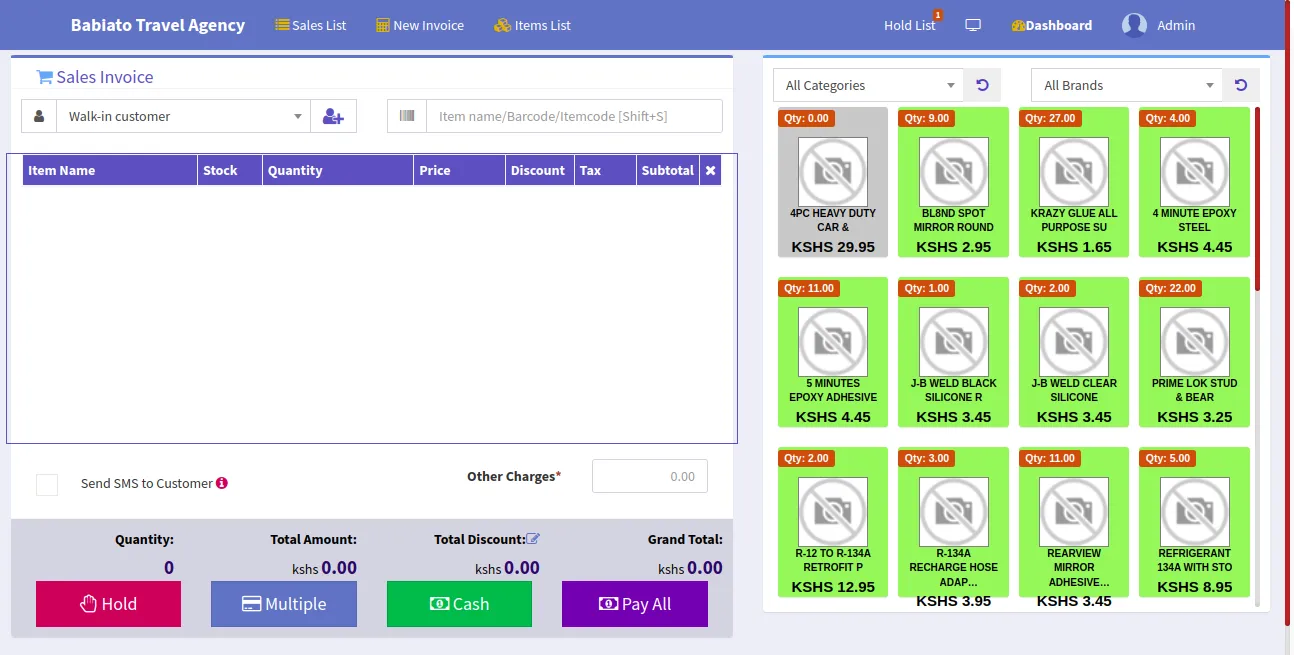 Babiato Travel Agency
Sales List
New Invoice
Items List
Hold List
1
Dashboard
Admin
Sales Invoice
Walk-in customer
Item name/Barcode/Itemcode [Shift+S]
Item Name Stock Quantity Price Discount Tax Subtotal
Send SMS to Customer
Other Charges*
0.00
Quantity: Total Amount: Total Discount: Grand Total:
0 kshs 0.00 kshs 0.00 kshs 0.00
Hold Multiple Cash Pay All
All Categories
All Brands
Qty: 0.00
4PC HEAVY DUTY
CAR &
KSHS 29.95
Qty: 9.00
BL8ND SPOT
MIRROR ROUND
KSHS 2.95
Qty: 27.00
KRAZY GLUE ALL
PURPOSE SU
KSHS 1.65
Qty: 4.00
4 MINUTE EPOXY
STEEL
KSHS 4.45
Qty: 11.00
5 MINUTES
EPOXY ADHESIVE
KSHS 4.45
Qty: 1.00
J-B WELD BLACK
SILICONE R
KSHS 3.45
Qty: 2.00
J-B WELD CLEAR
SILICONE
KSHS 3.45
Qty: 22.00
PRIME LOK STUD
& BEAR
KSHS 3.25
Qty: 2.00
R-12 TO R-134A
RETROFIT P
KSHS 12.95
Qty: 3.00
R-134A
RECHARGE HOSE
ADAP...
KSHS 3.95
Qty: 11.00
REARVIEW
MIRROR
ADHESIVE...
KSHS 3.45
Qty: 5.00
REFRIGERANT
134A WITH STO
KSHS 8.95